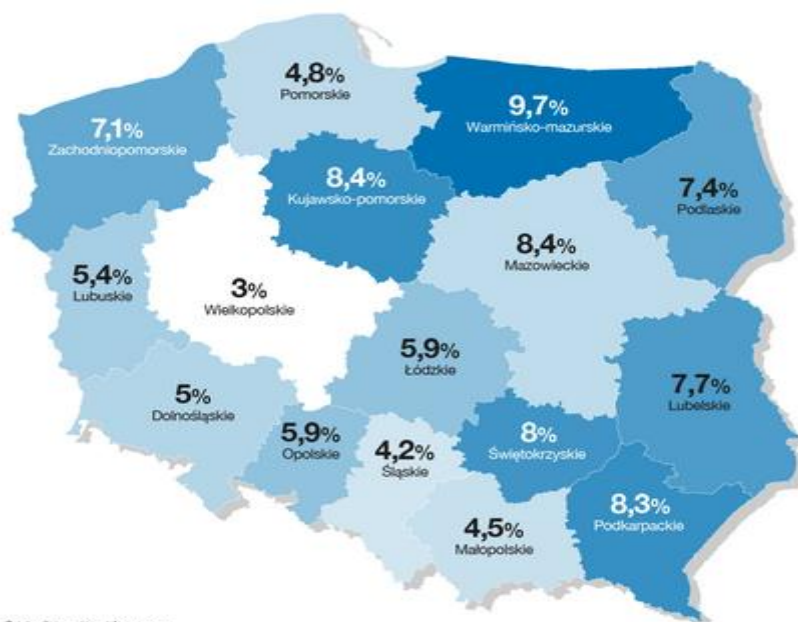 4,8%
Pomorskie
9,7%
Warmińsko-mazurskie
7,1%
Zachodniopomorskie
8,4%
Kujawsko-pomorskie
7,4%
Podlaskie
8,4%
Mazowieckie
5,4%
Lubuskie
3%
Wielkopolskie
5,9%
Łódzkie
7,7%
Lubelskie
5%
Dolnośląskie
5,9%
Opolskie
4,2%
Śląskie
8%
Świętokrzyskie
8,3%
Podkarpackie
4,5%
Małopolskie